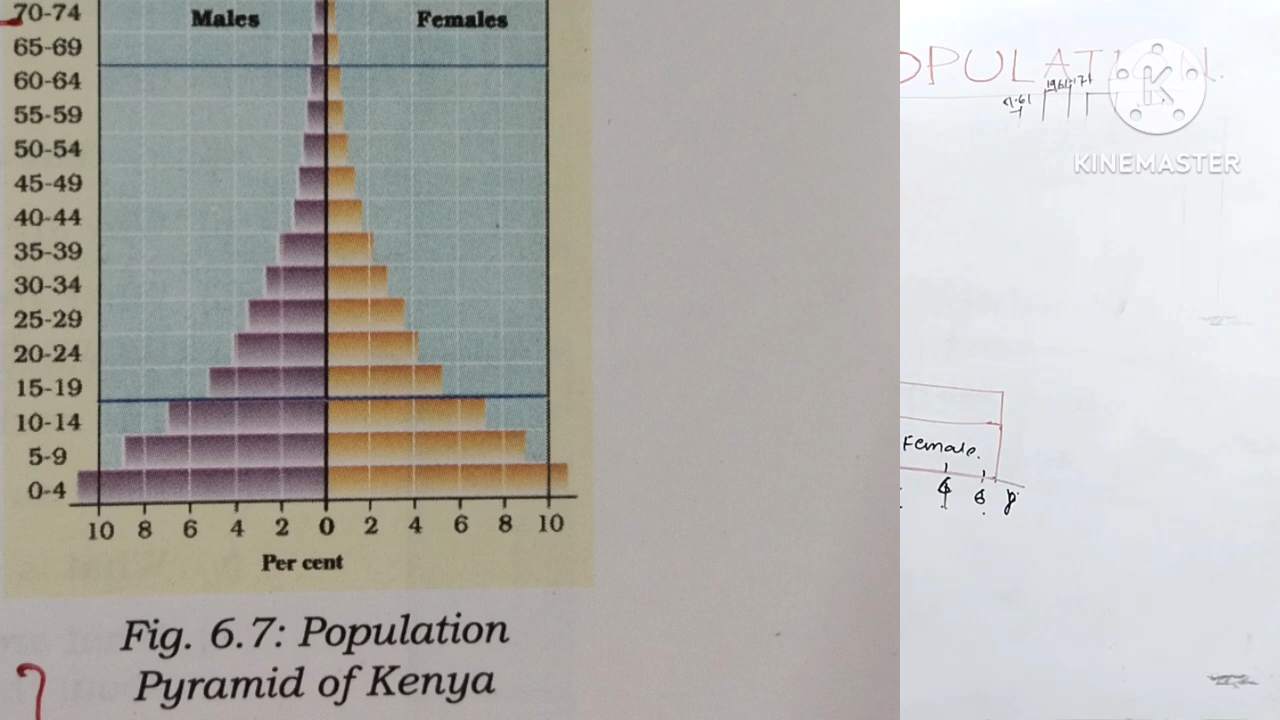 Males Females
70-74
65-69
60-64
55-59
50-54
45-49
40-44
35-39
30-34
25-29
20-24
15-19
10-14
5-9
0-4
10 8 6 4 2 0 2 4 6 8 10
Per cent
Fig. 6.7: Population
Pyramid of Kenya
OPULATION.
K
KINEMASTER
Female.